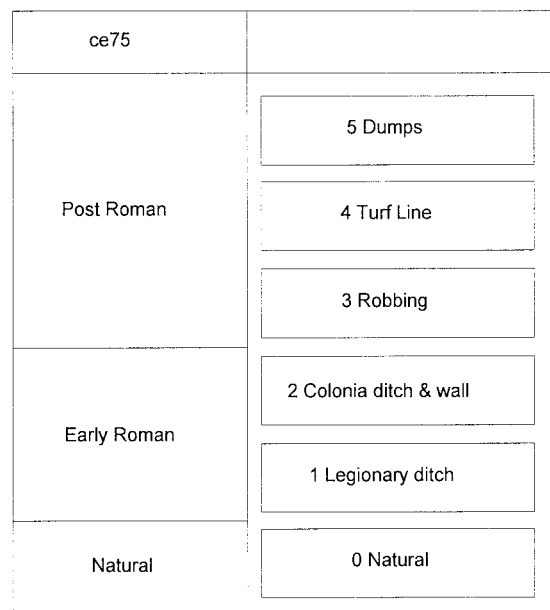 ce75
5 Dumps
Post Roman
4 Turf Line
3 Robbing
2 Colonia ditch & wall
Early Roman
1 Legionary ditch
Natural
0 Natural